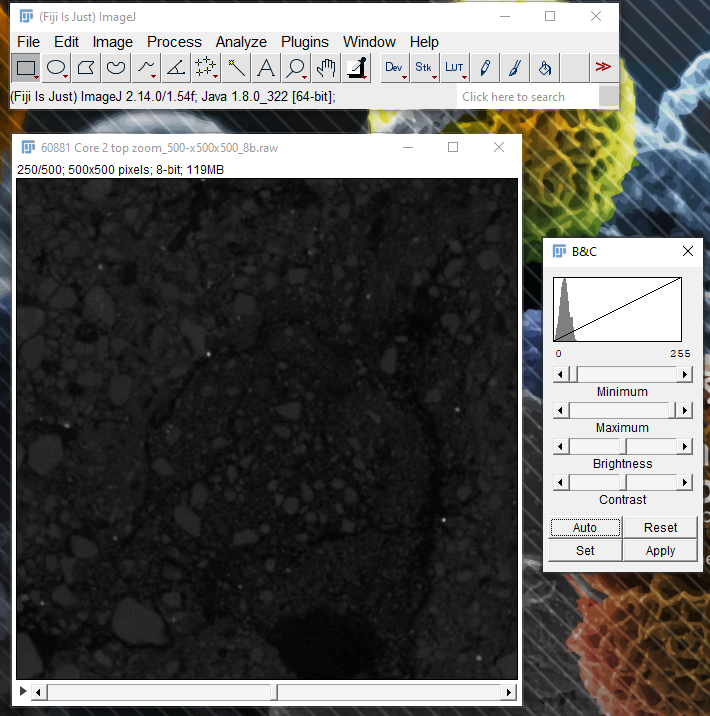 (Fiji Is Just) ImageJ
File Edit Image Process Analyze Plugins Window Help
Dev Stk LUT
(Fiji Is Just) ImageJ 2.14.0/1.54f; Java 1.8.0_322 [64-bit];
Click here to search
60881 Core 2 top zoom_500-x500x500_8b.raw
250/500; 500x500 pixels; 8-bit; 119MB
B&C
0 255
Minimum
Maximum
Brightness
Contrast
Auto Reset
Set Apply